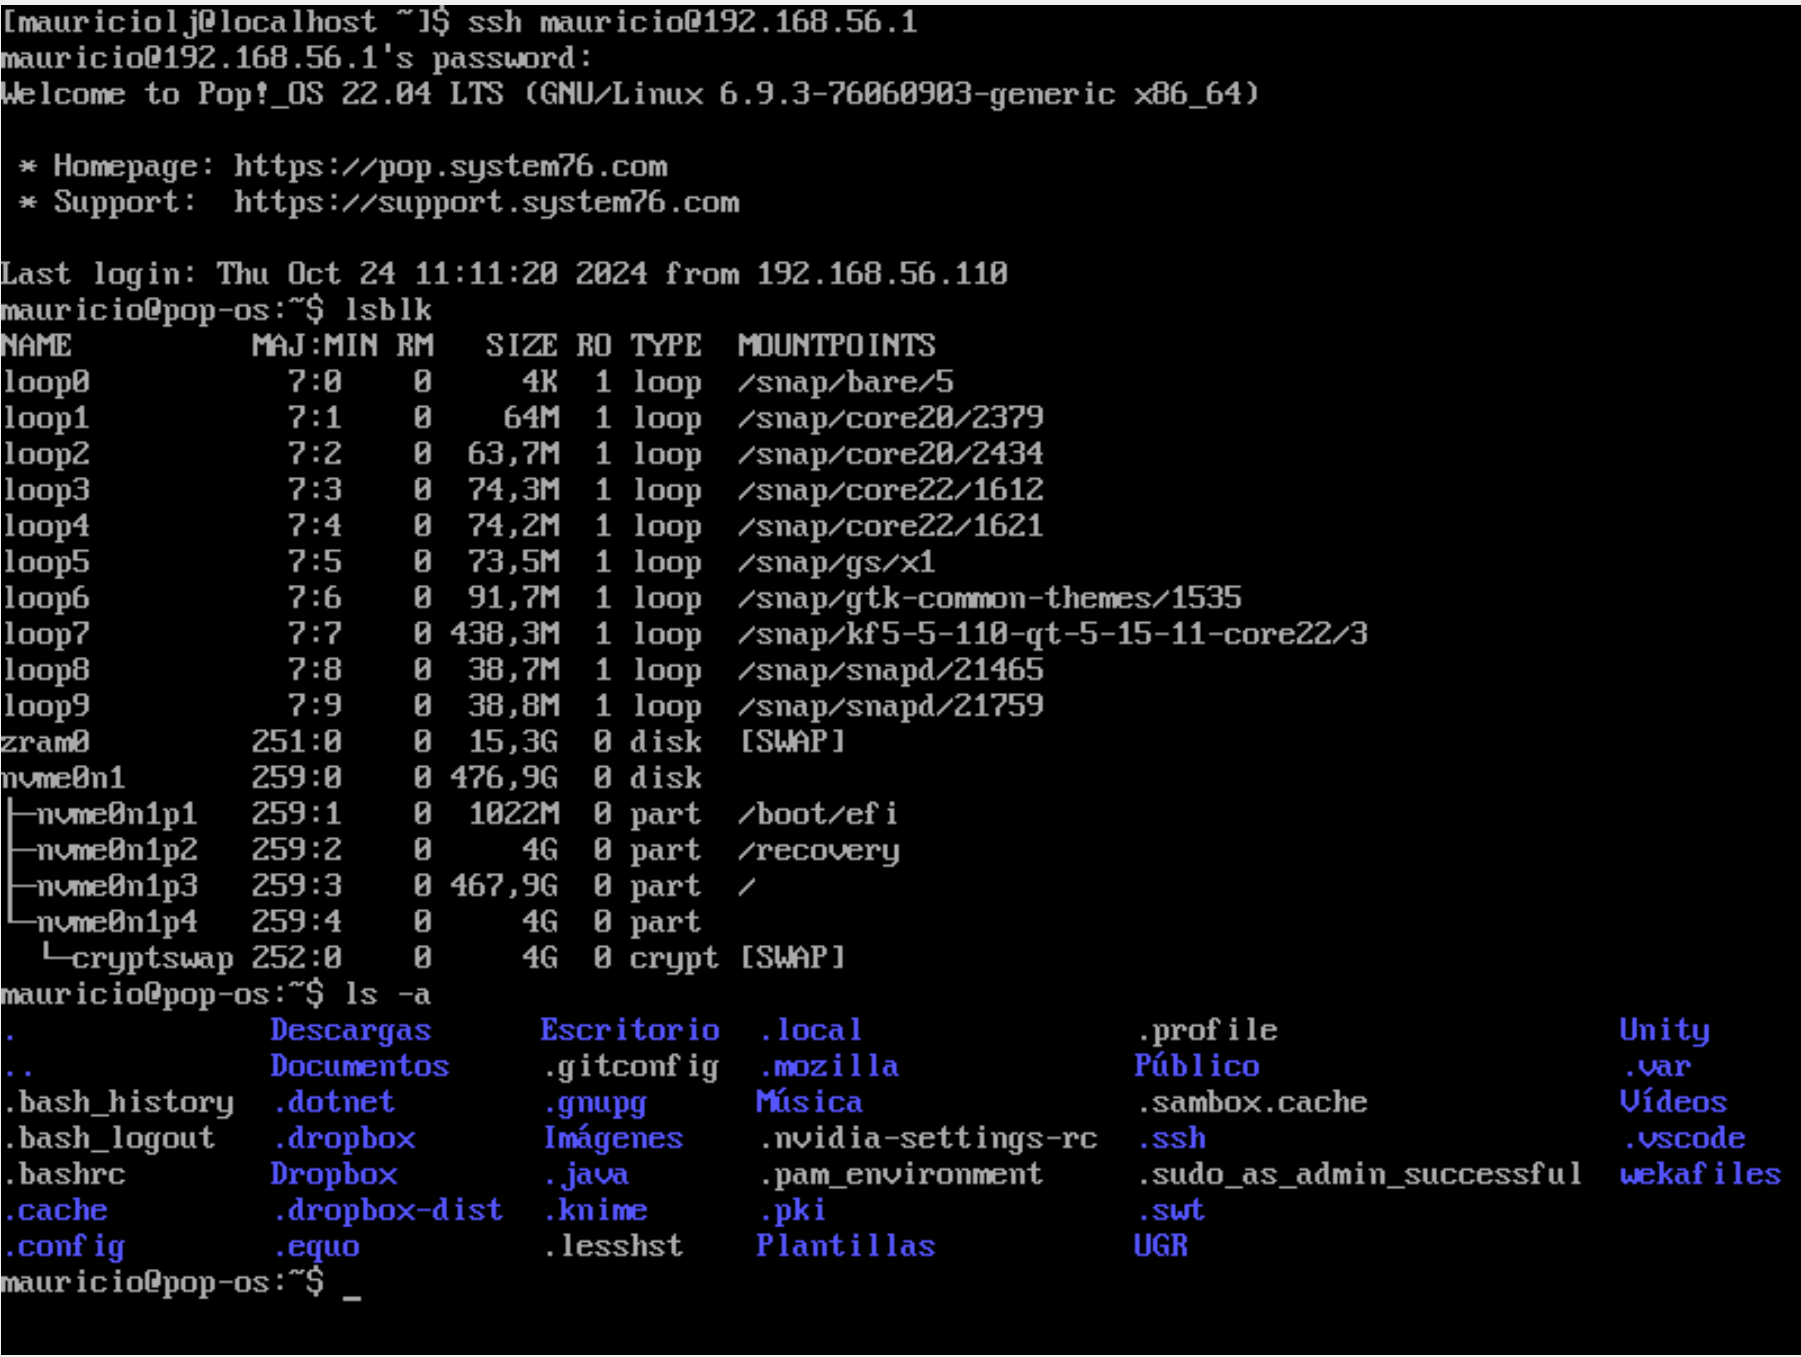 [mauriciolj@localhost ~]$ ssh mauricio@192.168.56.1
mauricio@192.168.56.1's password:
Welcome to Pop!_OS 22.04 LTS (GNU/Linux 6.9.3-76060903-generic x86_64)

 * Homepage: https://pop.system76.com
 * Support:  https://support.system76.com

Last login: Thu Oct 24 11:11:20 2024 from 192.168.56.110
mauricio@pop-os:~$ lsblk
NAME          MAJ:MIN RM   SIZE RO TYPE  MOUNTPOINTS
loop0           7:0    0     4K  1 loop  /snap/bare/5
loop1           7:1    0    64M  1 loop  /snap/core20/2379
loop2           7:2    0  63,7M  1 loop  /snap/core20/2434
loop3           7:3    0  74,3M  1 loop  /snap/core22/1612
loop4           7:4    0  74,2M  1 loop  /snap/core22/1621
loop5           7:5    0  73,5M  1 loop  /snap/gs/x1
loop6           7:6    0  91,7M  1 loop  /snap/gtk-common-themes/1535
loop7           7:7    0 438,3M  1 loop  /snap/kf5-5-110-qt-5-15-11-core22/3
loop8           7:8    0  38,7M  1 loop  /snap/snapd/21465
loop9           7:9    0  38,8M  1 loop  /snap/snapd/21759
zram0         251:0    0  15,3G  0 disk  [SWAP]
nvme0n1       259:0    0 476,9G  0 disk
├─nvme0n1p1   259:1    0  1022M  0 part  /boot/efi
├─nvme0n1p2   259:2    0     4G  0 part  /recovery
├─nvme0n1p3   259:3    0 467,9G  0 part  /
└─nvme0n1p4   259:4    0     4G  0 part
  └─cryptswap 252:0    0     4G  0 crypt [SWAP]
mauricio@pop-os:~$ ls -a
.              Descargas      Escritorio  .local               .profile                   Unity
..             Documentos     .gitconfig  .mozilla             Público                    .var
.bash_history  .dotnet        .gnupg      Música               .sambox.cache              Vídeos
.bash_logout   .dropbox       Imágenes    .nvidia-settings-rc  .ssh                       .vscode
.bashrc        Dropbox        .java       .pam_environment     .sudo_as_admin_successful  wekafiles
.cache         .dropbox-dist  .knime      .pki                 .swt
.config        .equo          .lesshst    Plantillas           UGR
mauricio@pop-os:~$ _